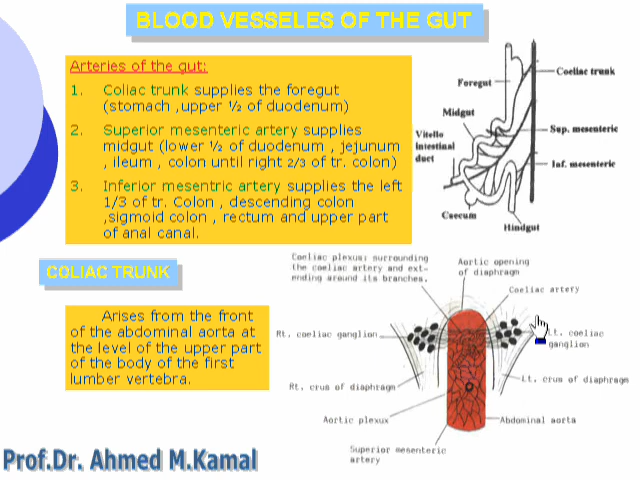 BLOOD VESSELES OF THE GUT
Arteries of the gut:
1. Coliac trunk supplies the foregut
(stomach ,upper ½ of duodenum)
2. Superior mesenteric artery supplies
midgut (lower ½ of duodenum , jejunum
, ileum , colon until right 2/3 of tr. colon)
3. Inferior mesentric artery supplies the left
1/3 of tr. Colon , descending colon
,sigmoid colon , rectum and upper part
of anal canal.
Foregut
Coeliac trunk
Midgut
Vitello
intestinal
duct
Sup. mesenteric
Inf. mesenteric
Caecum
Hindgut
COLIAC TRUNK
Arises from the front
of the abdominal aorta at
the level of the upper part
of the body of the first
lumber vertebra.
Coeliac plexus: surrounding
the coeliac artery and ext-
ending around its branches.
Aortic opening
of diaphragm
Coeliac artery
Rt. coeliac ganglion
Lt. coeliac
ganglion
Rt. crus of diaphragm
Lt. crus of diaphragm
Aortic plexux
Abdominal aorta
Superior mesenteric
artery
Prof.Dr. Ahmed M.Kamal